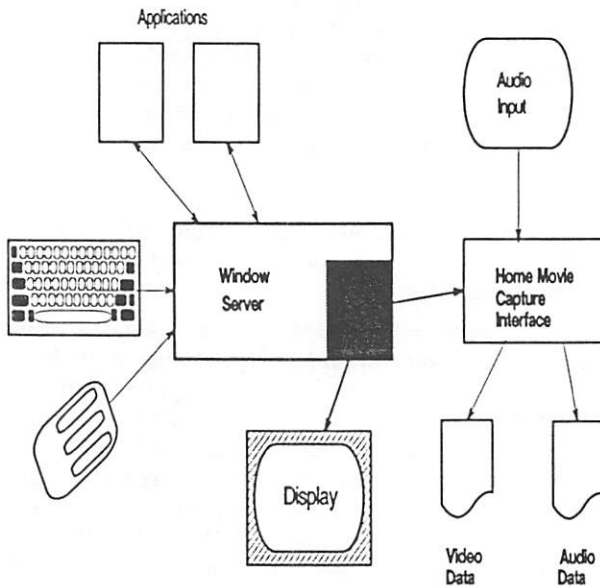 Applications
Audio
Input
Window
Server
Home Movie
Capture
Interface
Display
Video
Data
Audio
Data